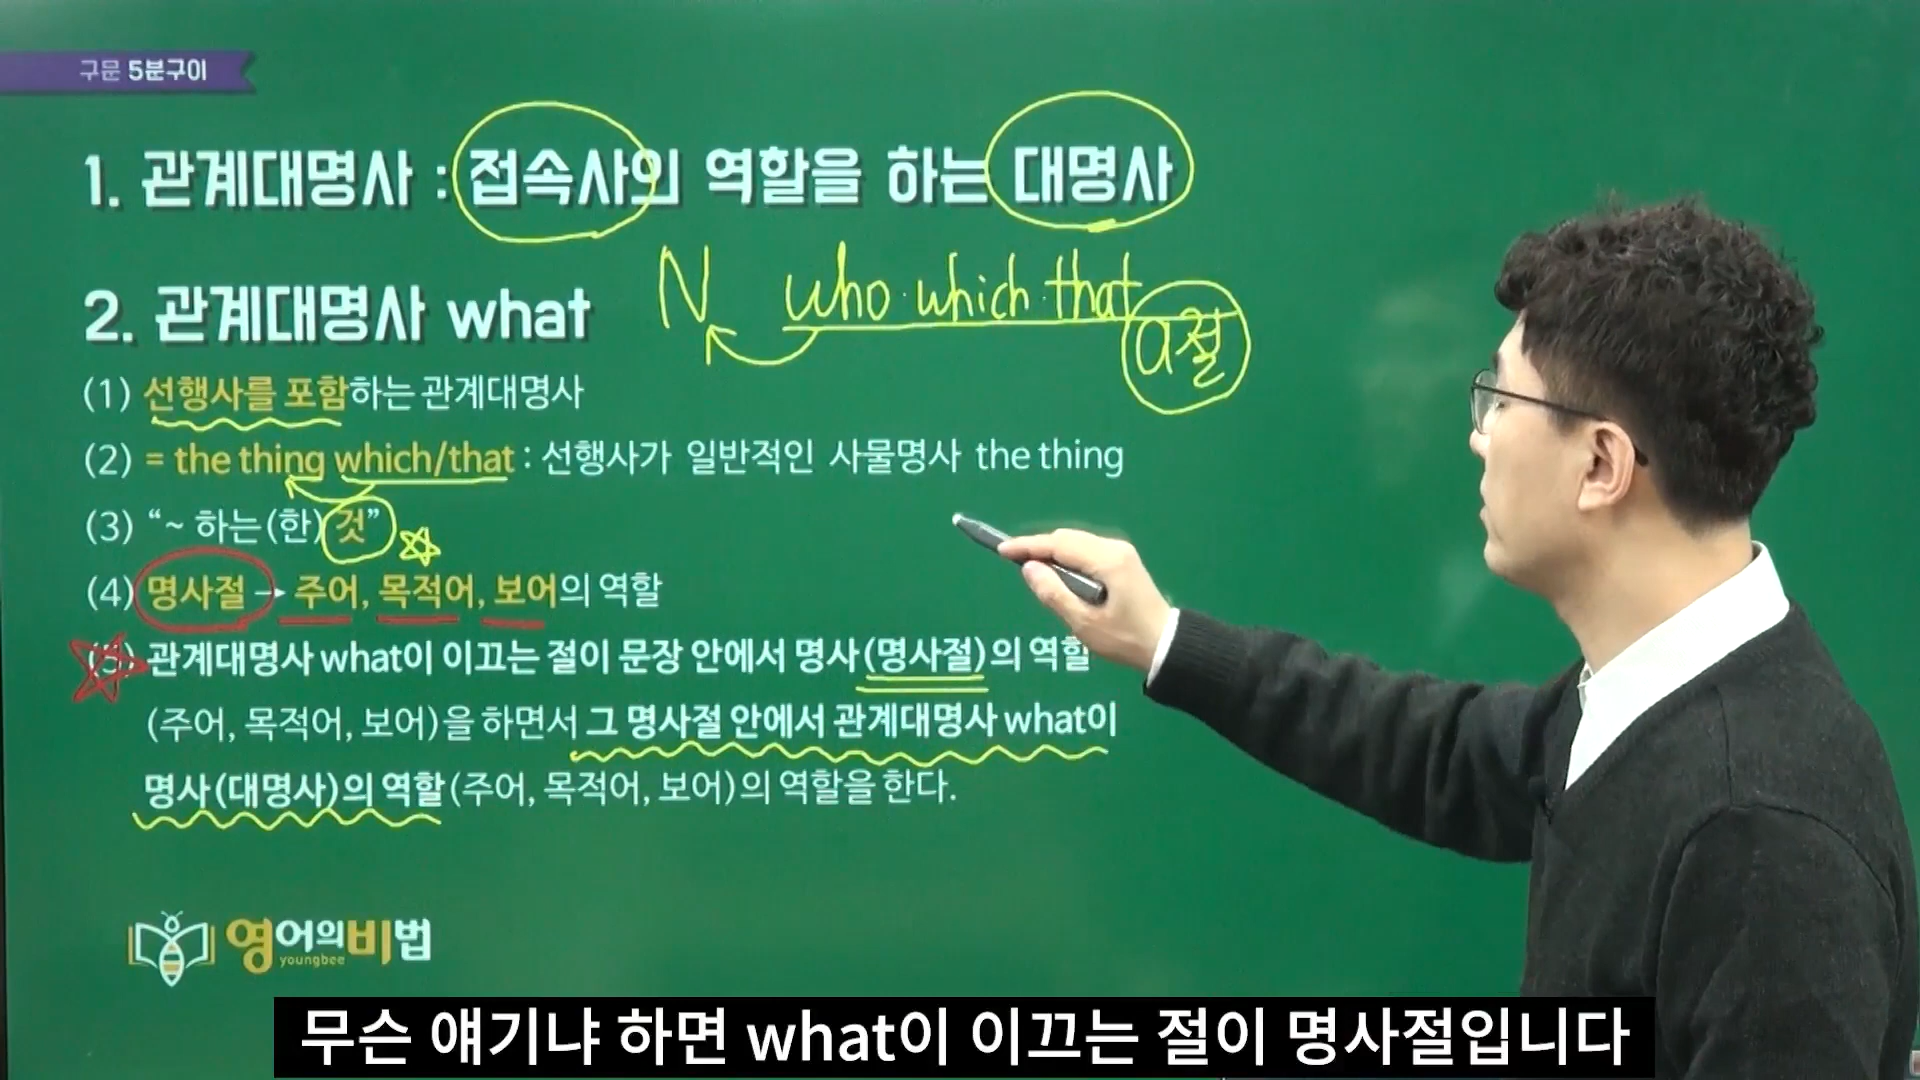 구문 5분구이
1. 관계대명사 : 접속사의 역할을 하는 대명사
N who·which·that
a절
2. 관계대명사 what
(1) 선행사를 포함하는 관계대명사
(2) = the thing which/that : 선행사가 일반적인 사물명사 the thing
(3) “~ 하는(한) 것”
(4) 명사절 → 주어, 목적어, 보어의 역할
(5) 관계대명사 what이 이끄는 절이 문장 안에서 명사(명사절)의 역할
(주어, 목적어, 보어)을 하면서 그 명사절 안에서 관계대명사 what이
명사(대명사)의 역할(주어, 목적어, 보어)의 역할을 한다.
영어의비법
youngbee
무슨 얘기냐 하면 what이 이끄는 절이 명사절입니다